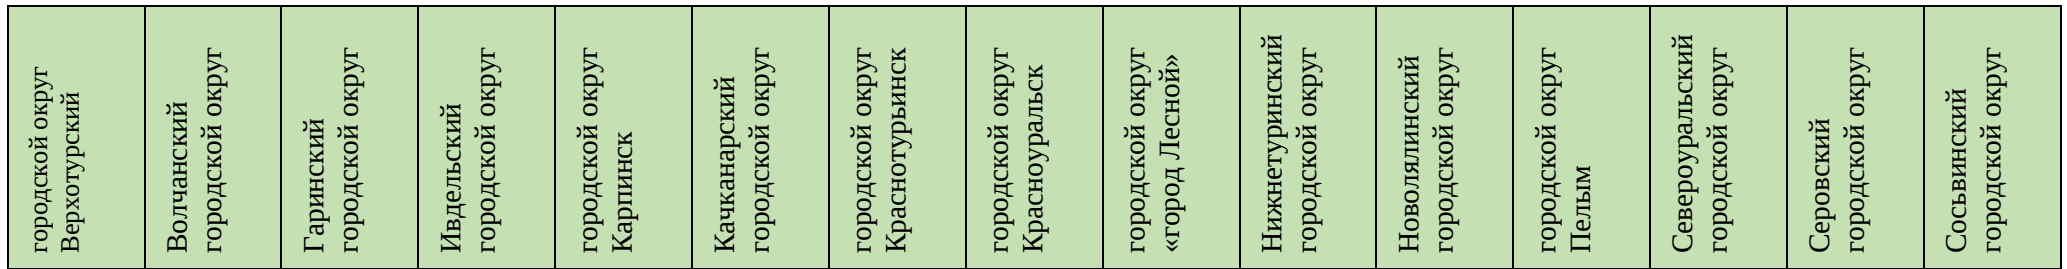 городской округ
Верхотурский
Волчанский
городской округ
Гаринский
городской округ
Ивдельский
городской округ
городской округ
Карпинск
Качканарский
городской округ
городской округ
Краснотурьинск
городской округ
Красноуральск
городской округ
«город Лесной»
Нижнетуринский
городской округ
Новолялинский
городской округ
городской округ
Пелым
Североуральский
городской округ
Серовский
городской округ
Сосьвинский
городской округ